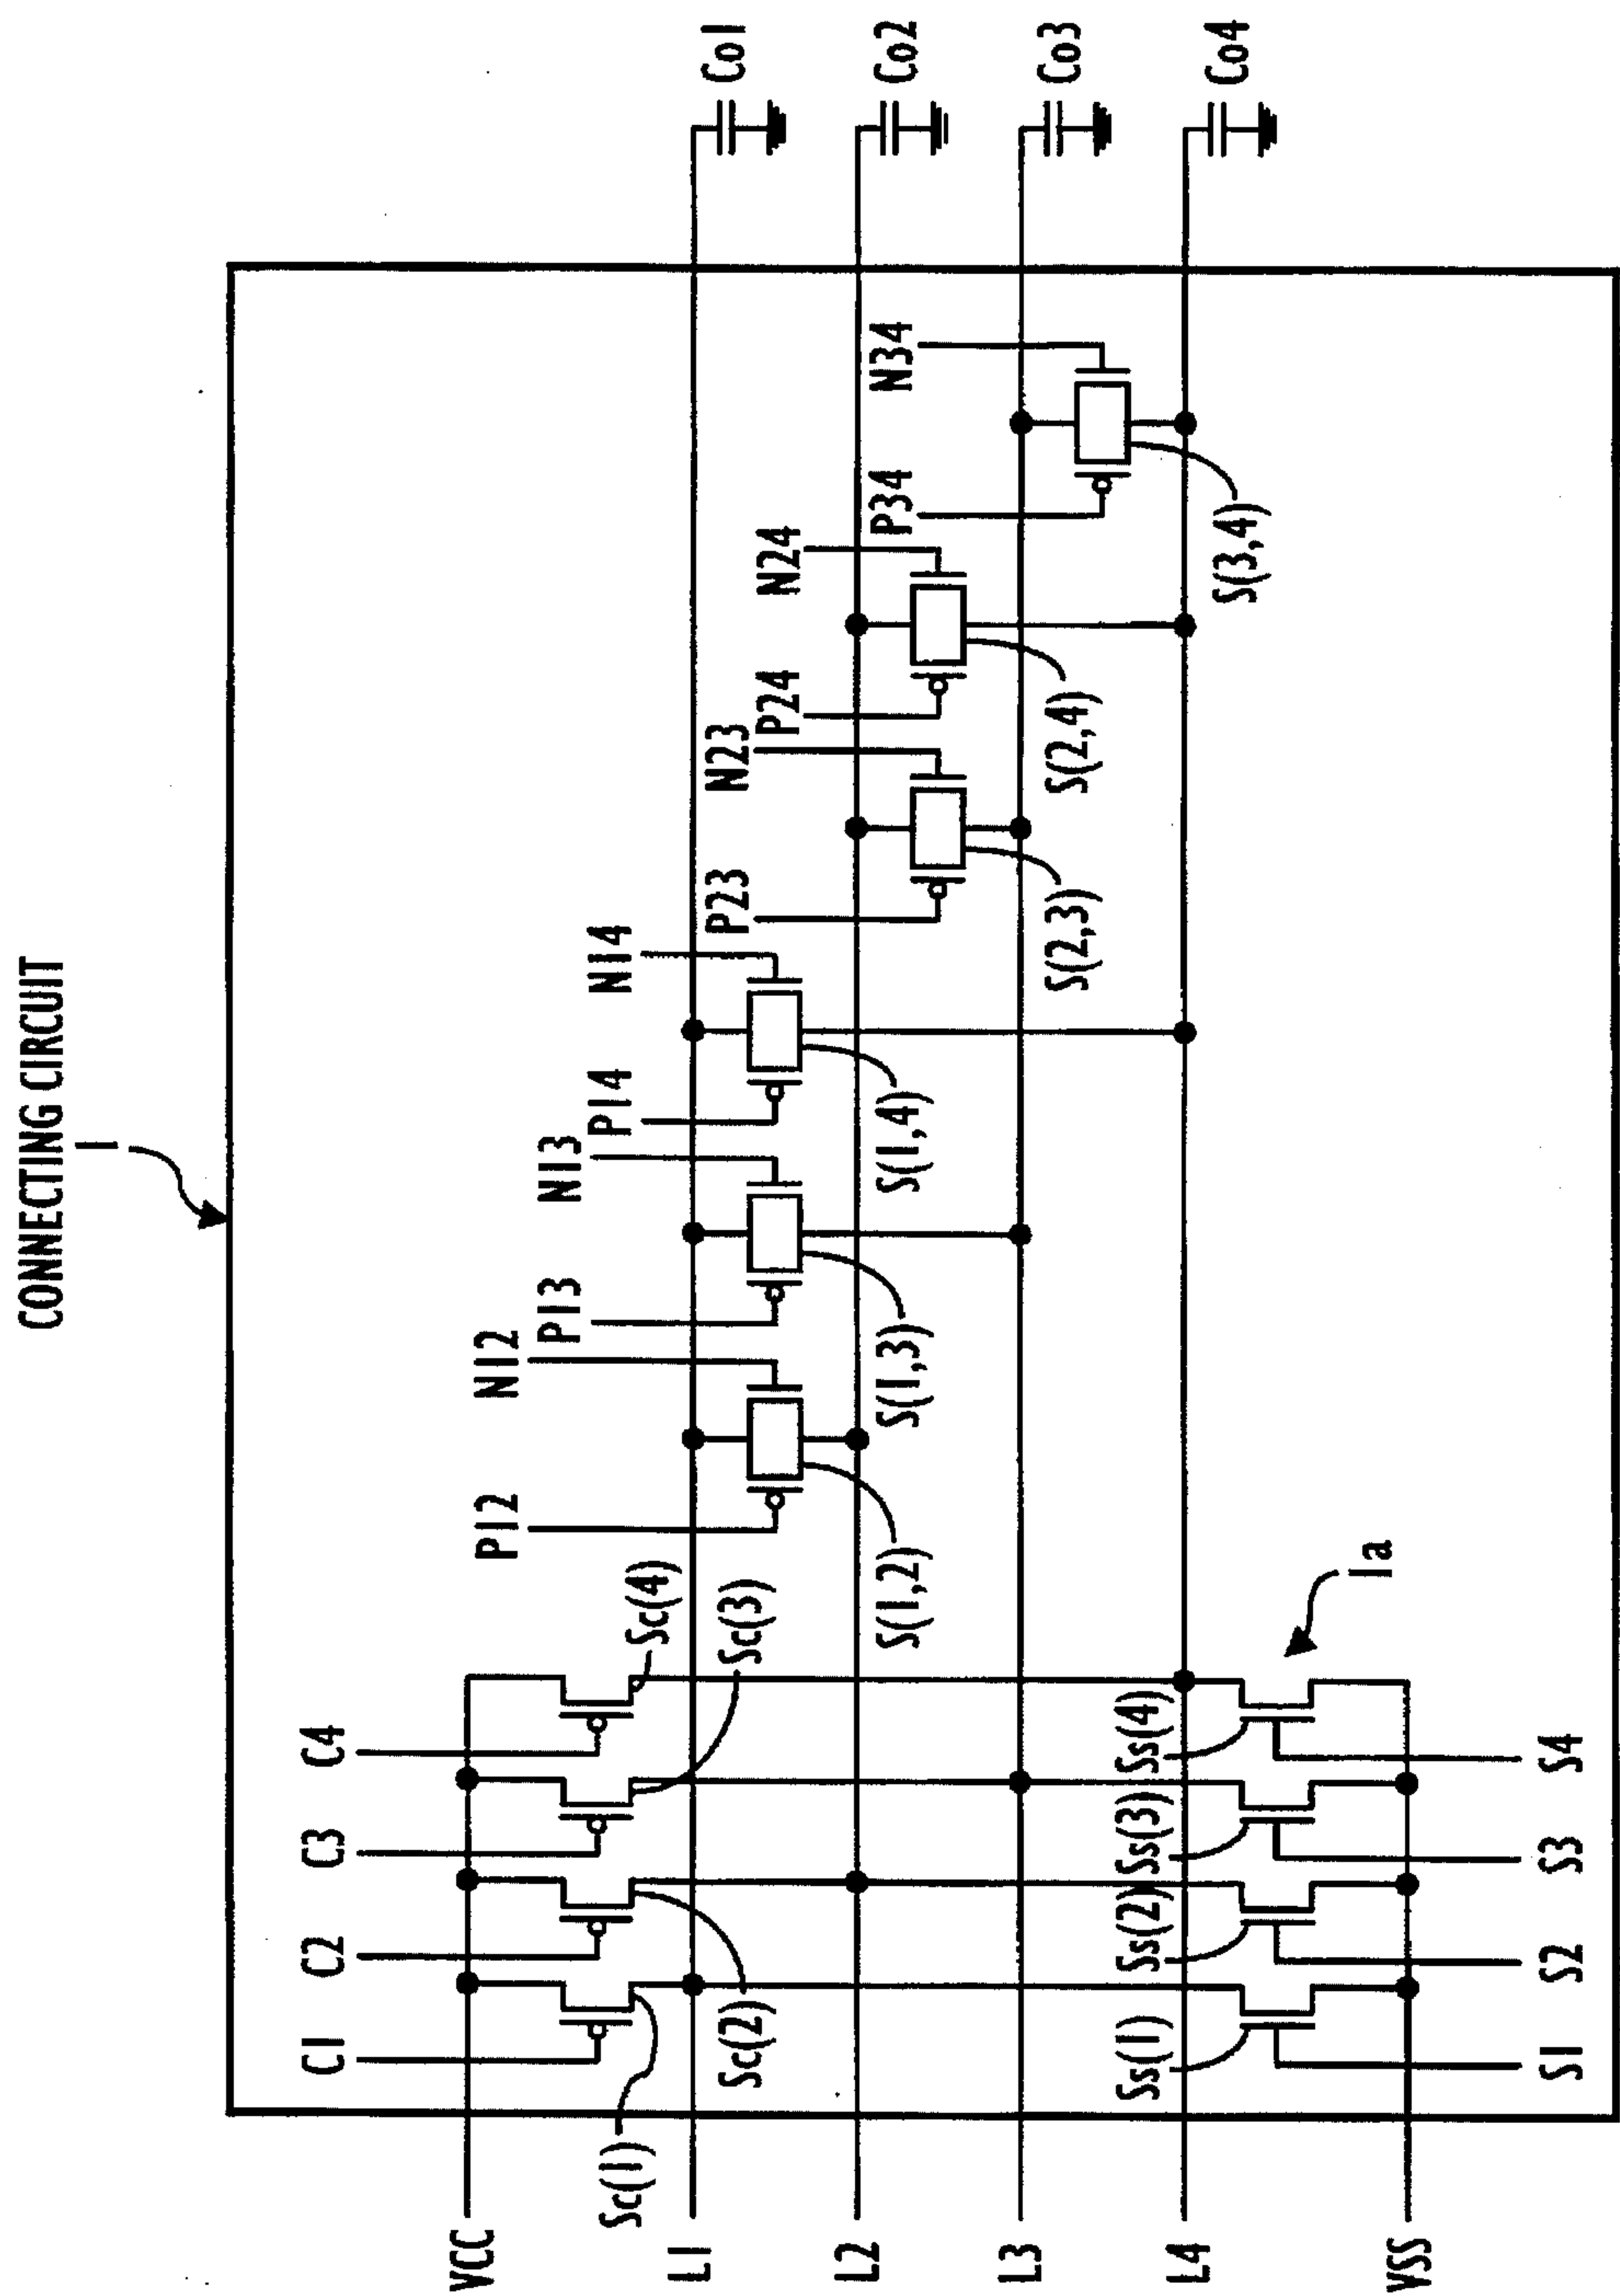 CONNECTING CIRCUIT
1
C1
C2
C3
C4
P12
N12
P13
N13
P14
N14
P23
N23
P24
N24
P34
N34
VCC
Sc(1)
Sc(2)
Sc(3)
Sc(4)
L1
Co1
L2
Co2
L3
Co3
L4
Co4
S(1,2)
S(1,3)
S(1,4)
S(2,3)
S(2,4)
S(3,4)
Ss(1)
Ss(2)
Ss(3)
Ss(4)
1a
VSS
S1
S2
S3
S4